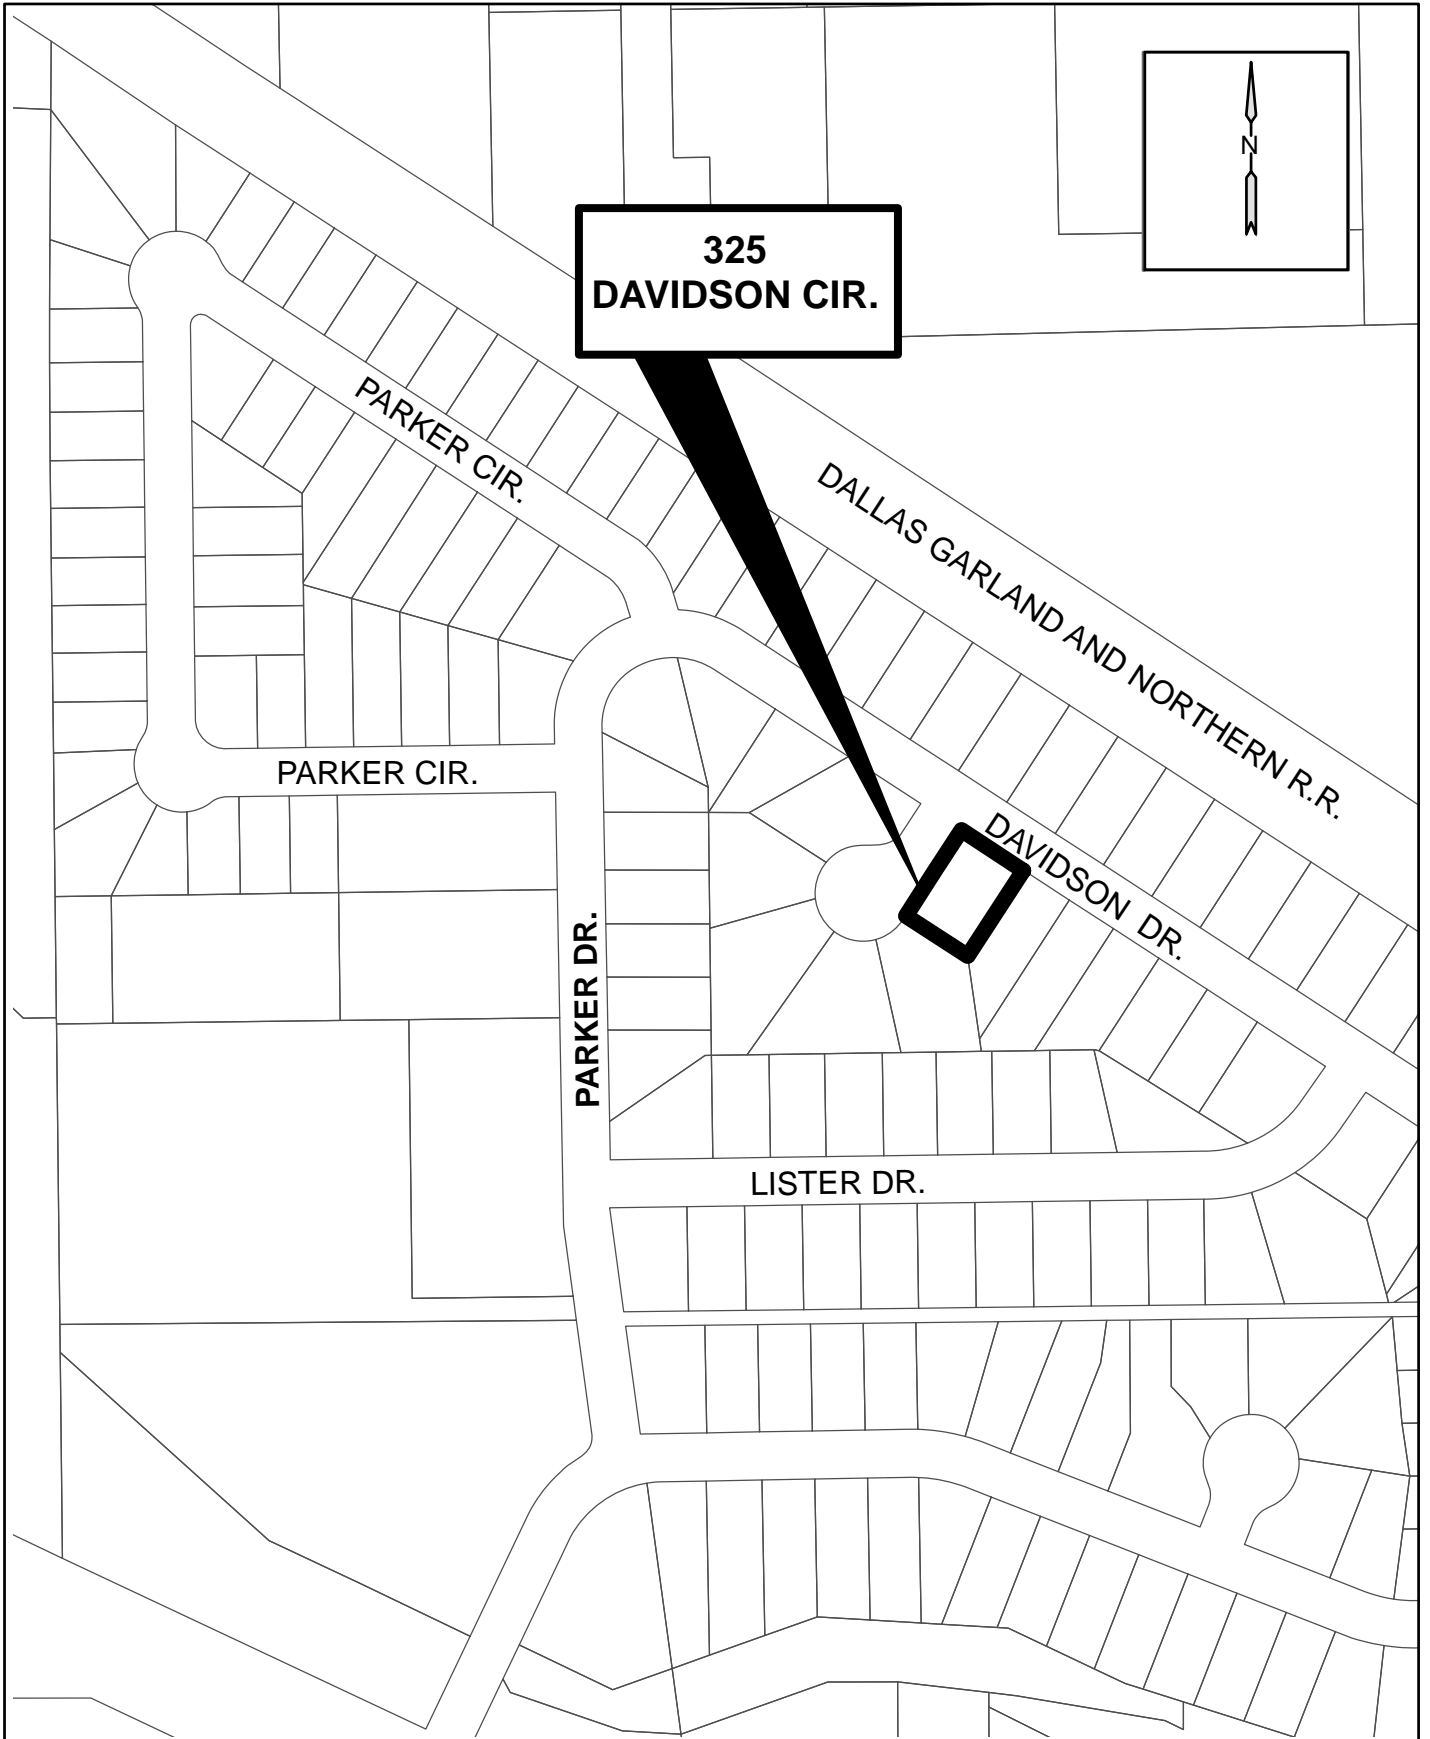 N
325
DAVIDSON CIR.
PARKER CIR.
DALLAS GARLAND AND NORTHERN R.R.
PARKER CIR.
DAVIDSON DR.
PARKER DR.
LISTER DR.